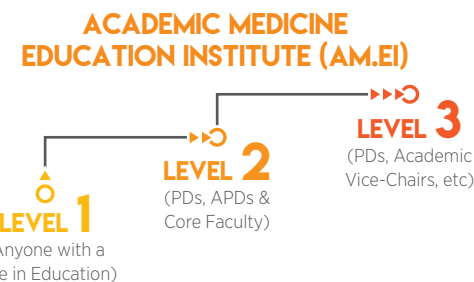 ACADEMIC MEDICINE
EDUCATION INSTITUTE (AM.EI)
LEVEL 3
(PDs, Academic
Vice-Chairs, etc)
LEVEL 2
(PDs, APDs &
Core Faculty)
LEVEL 1
Anyone with a
e in Education)